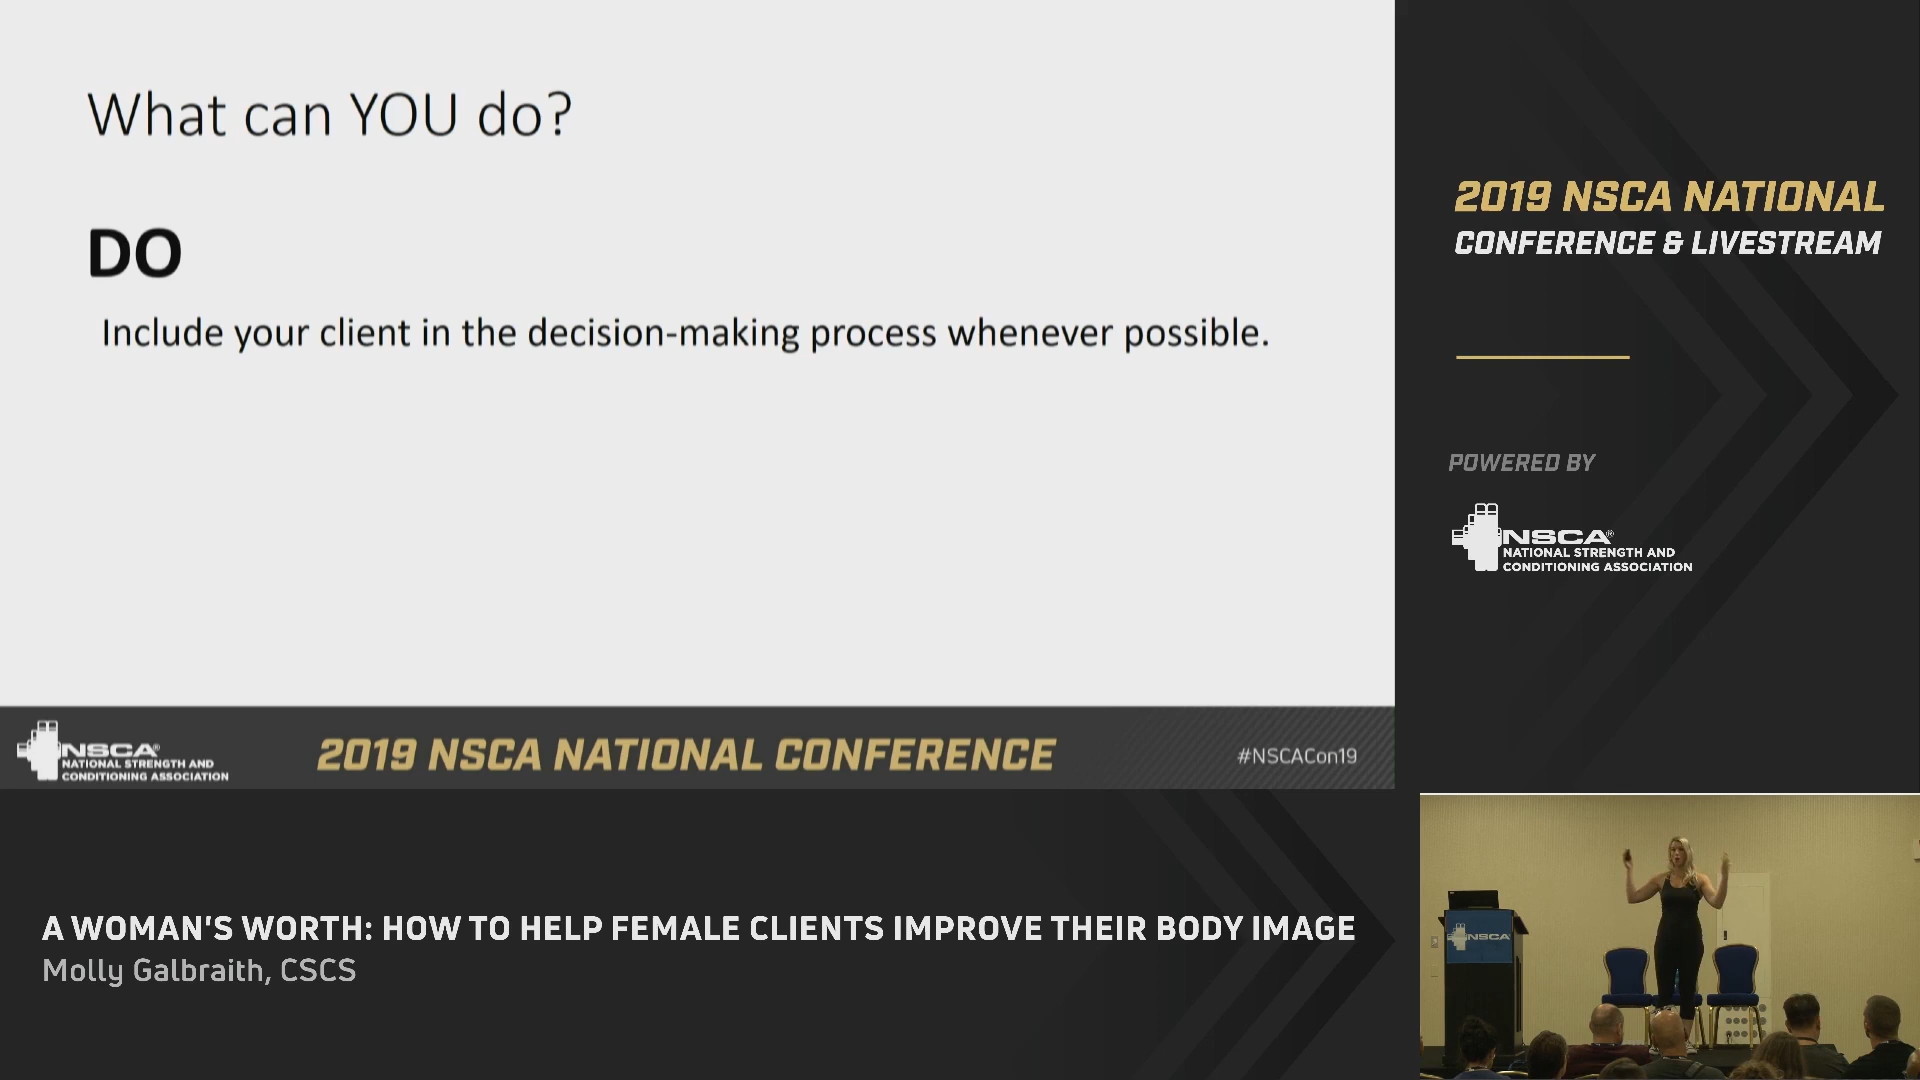 What can YOU do?
DO
Include your client in the decision-making process whenever possible.
NSCA®
NATIONAL STRENGTH AND
CONDITIONING ASSOCIATION
2019 NSCA NATIONAL CONFERENCE
#NSCACon19
2019 NSCA NATIONAL
CONFERENCE & LIVESTREAM
POWERED BY
NSCA®
NATIONAL STRENGTH AND
CONDITIONING ASSOCIATION
A WOMAN'S WORTH: HOW TO HELP FEMALE CLIENTS IMPROVE THEIR BODY IMAGE
Molly Galbraith, CSCS
NSCA